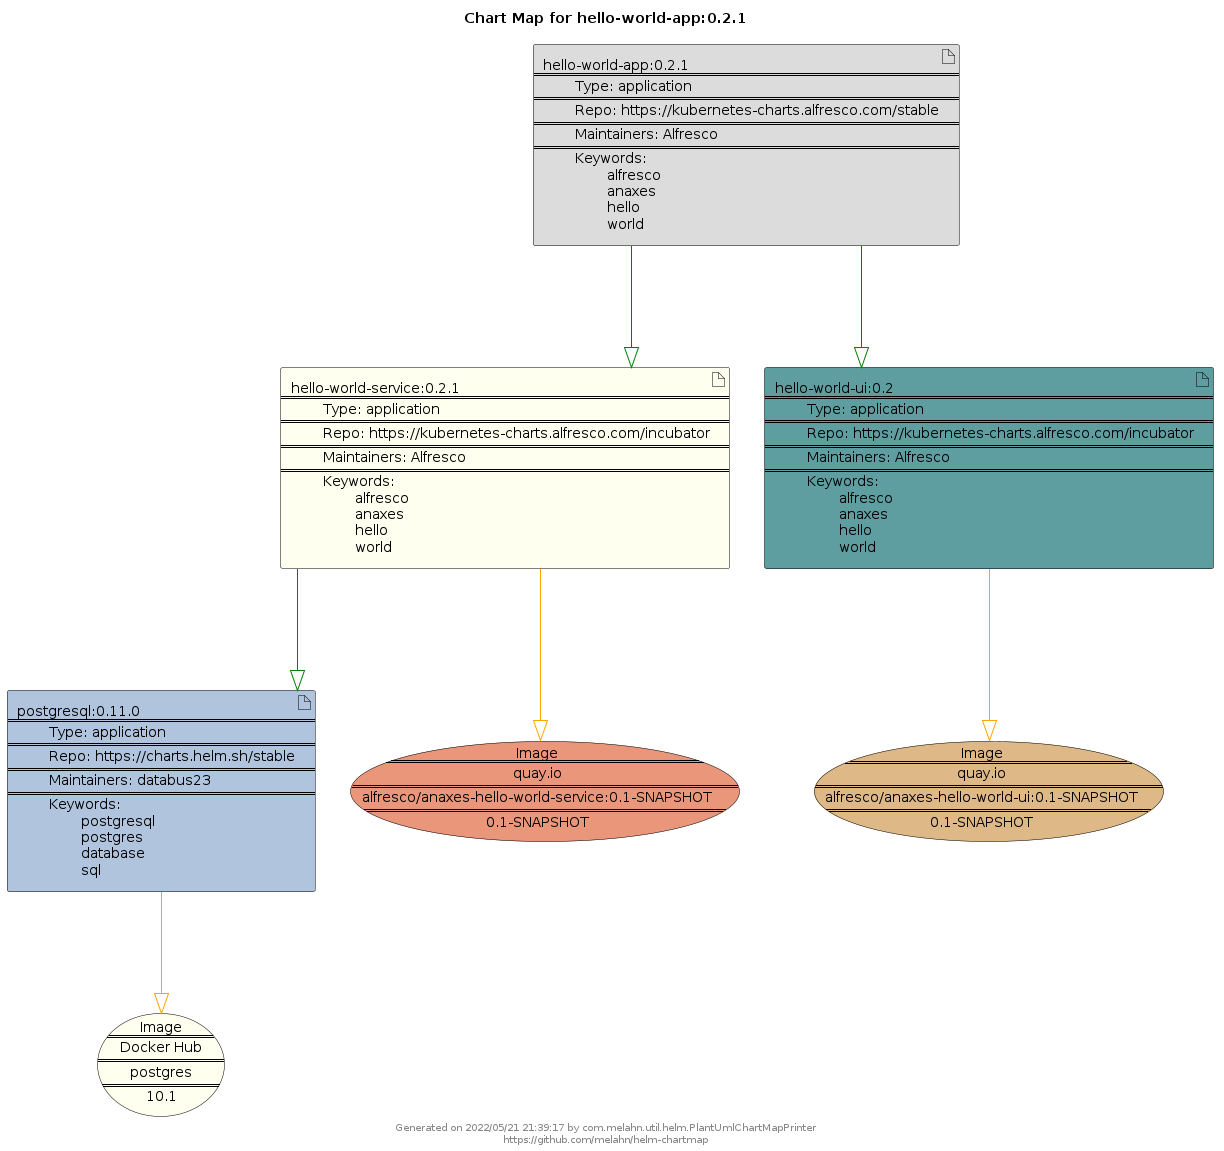 Chart Map for hello-world-app:0.2.1
hello-world-app:0.2.1
Type: application
Repo: https://kubernetes-charts.alfresco.com/stable
Maintainers: Alfresco
Keywords:
alfresco
anaxes
hello
world
hello-world-service:0.2.1
Type: application
Repo: https://kubernetes-charts.alfresco.com/incubator
Maintainers: Alfresco
Keywords:
alfresco
anaxes
hello
world
hello-world-ui:0.2
Type: application
Repo: https://kubernetes-charts.alfresco.com/incubator
Maintainers: Alfresco
Keywords:
alfresco
anaxes
hello
world
postgresql:0.11.0
Type: application
Repo: https://charts.helm.sh/stable
Maintainers: databus23
Keywords:
postgresql
postgres
database
sql
Image
quay.io
alfresco/anaxes-hello-world-service:0.1-SNAPSHOT
0.1-SNAPSHOT
Image
quay.io
alfresco/anaxes-hello-world-ui:0.1-SNAPSHOT
0.1-SNAPSHOT
Image
Docker Hub
postgres
10.1
Generated on 2022/05/21 21:39:17 by com.melahn.util.helm.PlantUmlChartMapPrinter
https://github.com/melahn/helm-chartmap